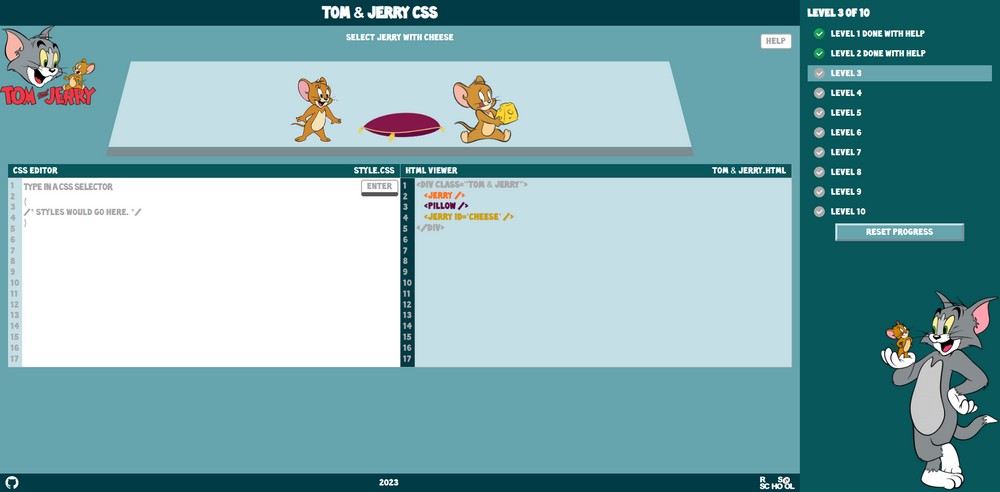 TOM & JERRY CSS
SELECT JERRY WITH CHEESE
HELP
TOM AND JERRY
CSS EDITOR
STYLE.CSS
1
2
3
4
5
6
7
8
9
10
11
12
13
14
15
16
17
TYPE IN A CSS SELECTOR
ENTER
{
/* STYLES WOULD GO HERE. */
}
HTML VIEWER
TOM & JERRY.HTML
1 <DIV CLASS="TOM & JERRY">
2 <JERRY />
3 <PILLOW />
4 <JERRY ID='CHEESE' />
5 </DIV>
6
7
8
9
10
11
12
13
14
15
16
17
LEVEL 3 OF 10
LEVEL 1 DONE WITH HELP
LEVEL 2 DONE WITH HELP
LEVEL 3
LEVEL 4
LEVEL 5
LEVEL 6
LEVEL 7
LEVEL 8
LEVEL 9
LEVEL 10
RESET PROGRESS
2023
RS
SCHOOL